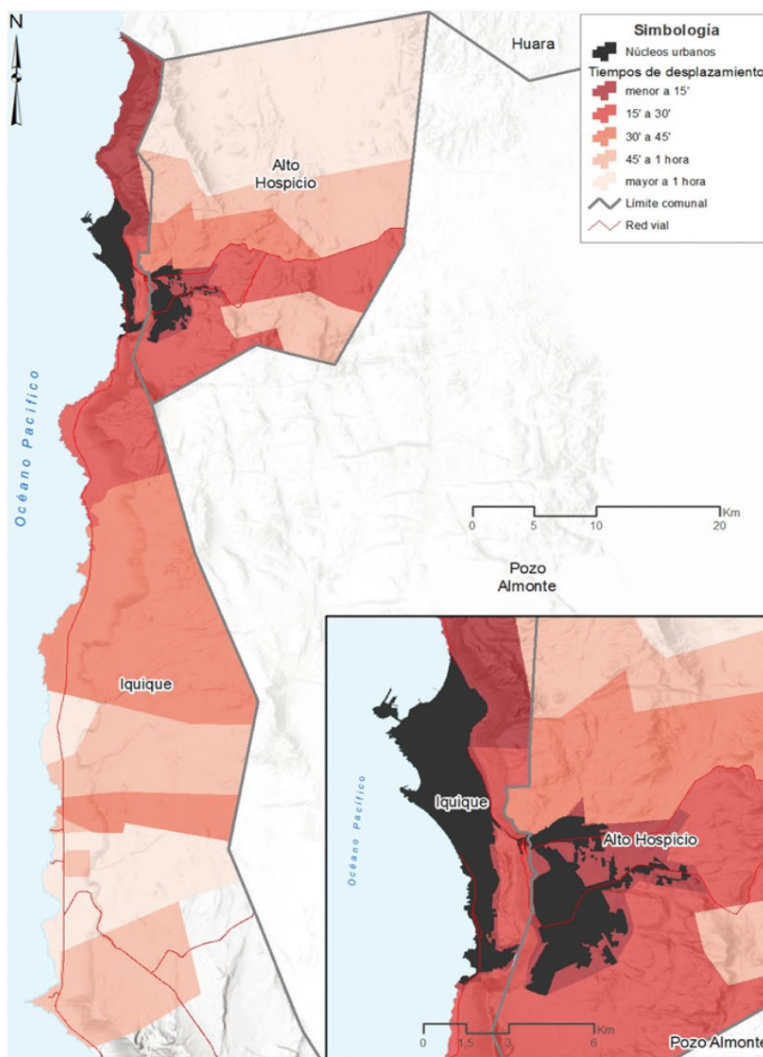 N
Huara
Simbología
Núcleos urbanos
Tiempos de desplazamiento
menor a 15'
15' a 30'
30' a 45'
45' a 1 hora
mayor a 1 hora
Límite comunal
Red vial
Alto
Hospicio
Océano Pacífico
Km
0 5 10 20
Pozo
Almonte
Iquique
Iquique
Alto Hospicio
Océano Pacífico
Km
0 1,5 3 6
Pozo Almonte